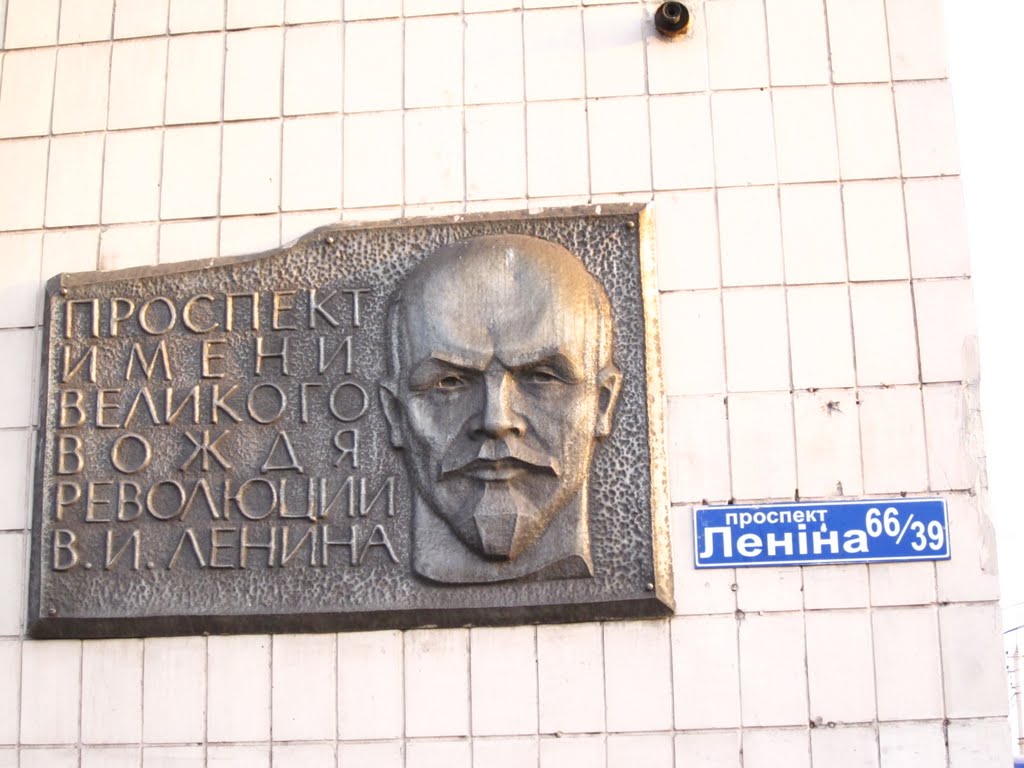 ПРОСПЕКТ
ИМЕНИ
ВЕЛИКОГО
ВОЖДЯ
РЕВОЛЮЦИИ
В. И. ЛЕНИНА
проспект
Леніна 66/39